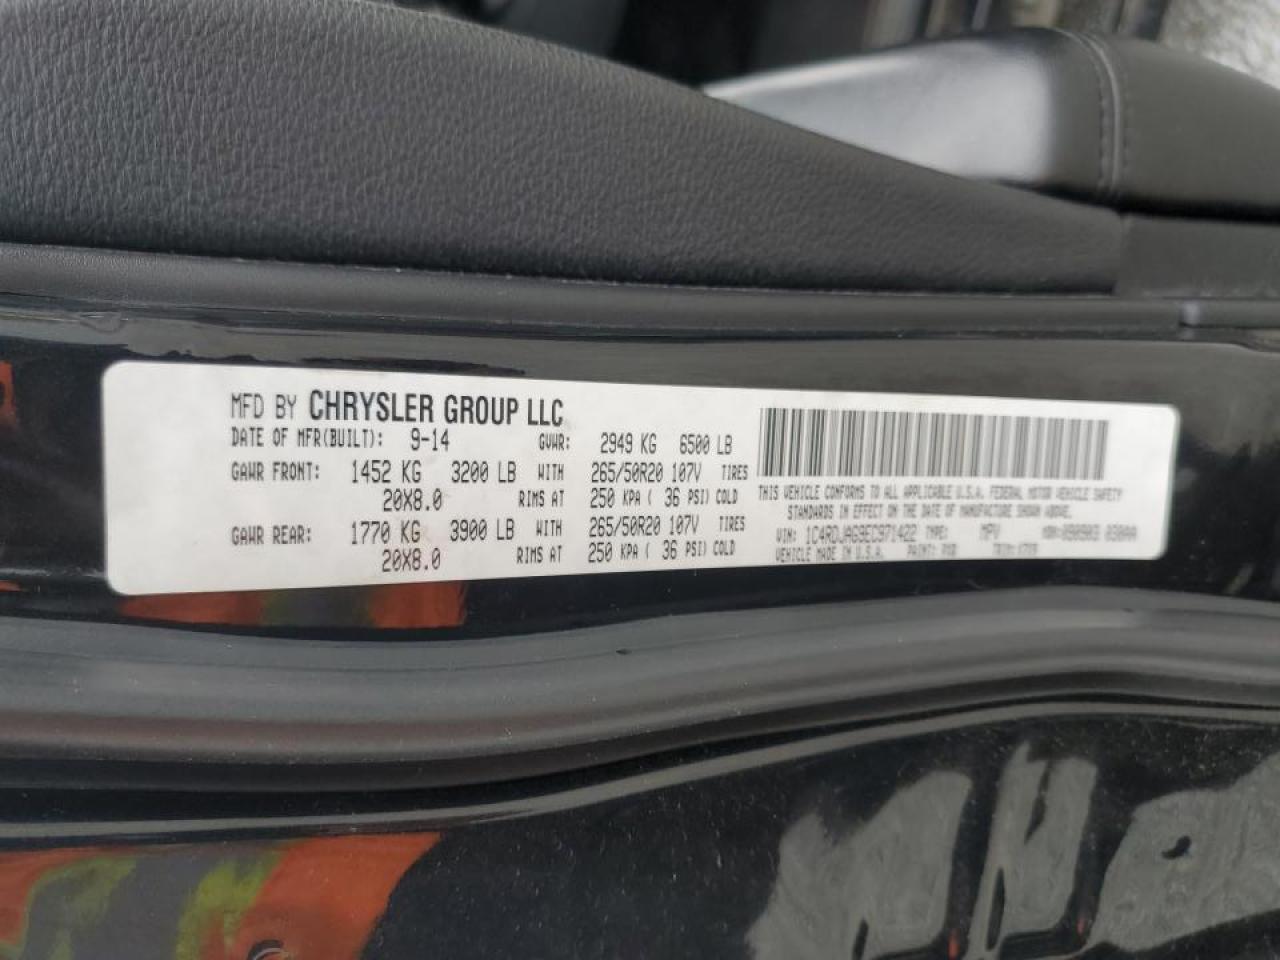 MFD BY CHRYSLER GROUP LLC
DATE OF MFR(BUILT): 9-14 GVWR: 2949 KG 6500 LB
GAWR FRONT: 1452 KG 3200 LB WITH 265/50R20 107V TIRES
20X8.0 RIMS AT 250 KPA ( 36 PSI) COLD
GAWR REAR: 1770 KG 3900 LB WITH 265/50R20 107V TIRES
20X8.0 RIMS AT 250 KPA ( 36 PSI) COLD
THIS VEHICLE CONFORMS TO ALL APPLICABLE U.S.A. FEDERAL MOTOR VEHICLE SAFETY
STANDARDS IN EFFECT ON THE DATE OF MANUFACTURE SHOWN ABOVE.
VIN: 1C4RDJAG9EC971422 TYPE: MPV MDH:
VEHICLE MADE IN U.S.A. PAINT: TRIM: